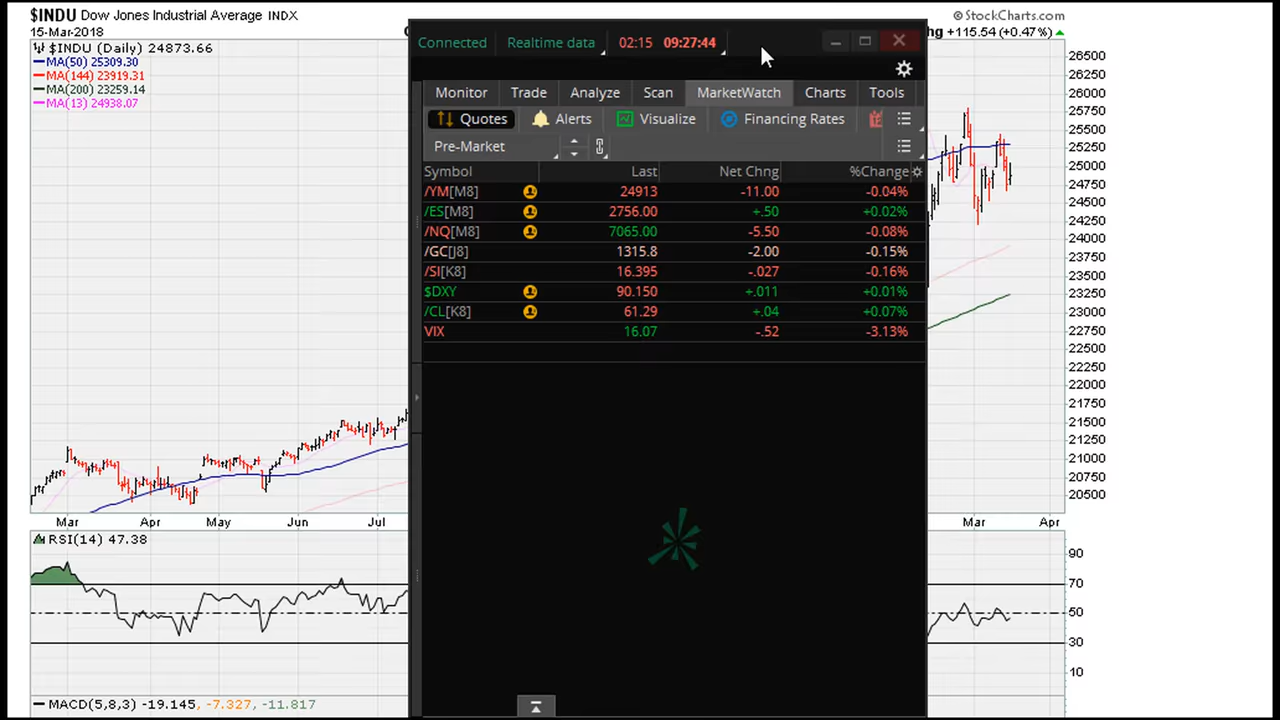 $INDU Dow Jones Industrial Average INDX
© StockCharts.com
15-Mar-2018
hg +115.54 (+0.47%)
$INDU (Daily) 24873.66
MA(50) 25309.30
MA(144) 23919.31
MA(200) 23259.14
MA(13) 24938.07
Connected Realtime data 02:15 09:27:44
Monitor Trade Analyze Scan MarketWatch Charts Tools
Quotes Alerts Visualize Financing Rates
Pre-Market
Symbol Last Net Chng %Change
/YM[M8] 24913 -11.00 -0.04%
/ES[M8] 2756.00 +.50 +0.02%
/NQ[M8] 7065.00 -5.50 -0.08%
/GC[J8] 1315.8 -2.00 -0.15%
/SI[K8] 16.395 -.027 -0.16%
$DXY 90.150 +.011 +0.01%
/CL[K8] 61.29 +.04 +0.07%
VIX 16.07 -.52 -3.13%
26500
26250
26000
25750
25500
25250
25000
24750
24500
24250
24000
23750
23500
23250
23000
22750
22500
22250
22000
21750
21500
21250
21000
20750
20500
Mar Apr May Jun Jul Mar Apr
RSI(14) 47.38
90
70
50
30
10
MACD(5,8,3) -19.145, -7.327, -11.817